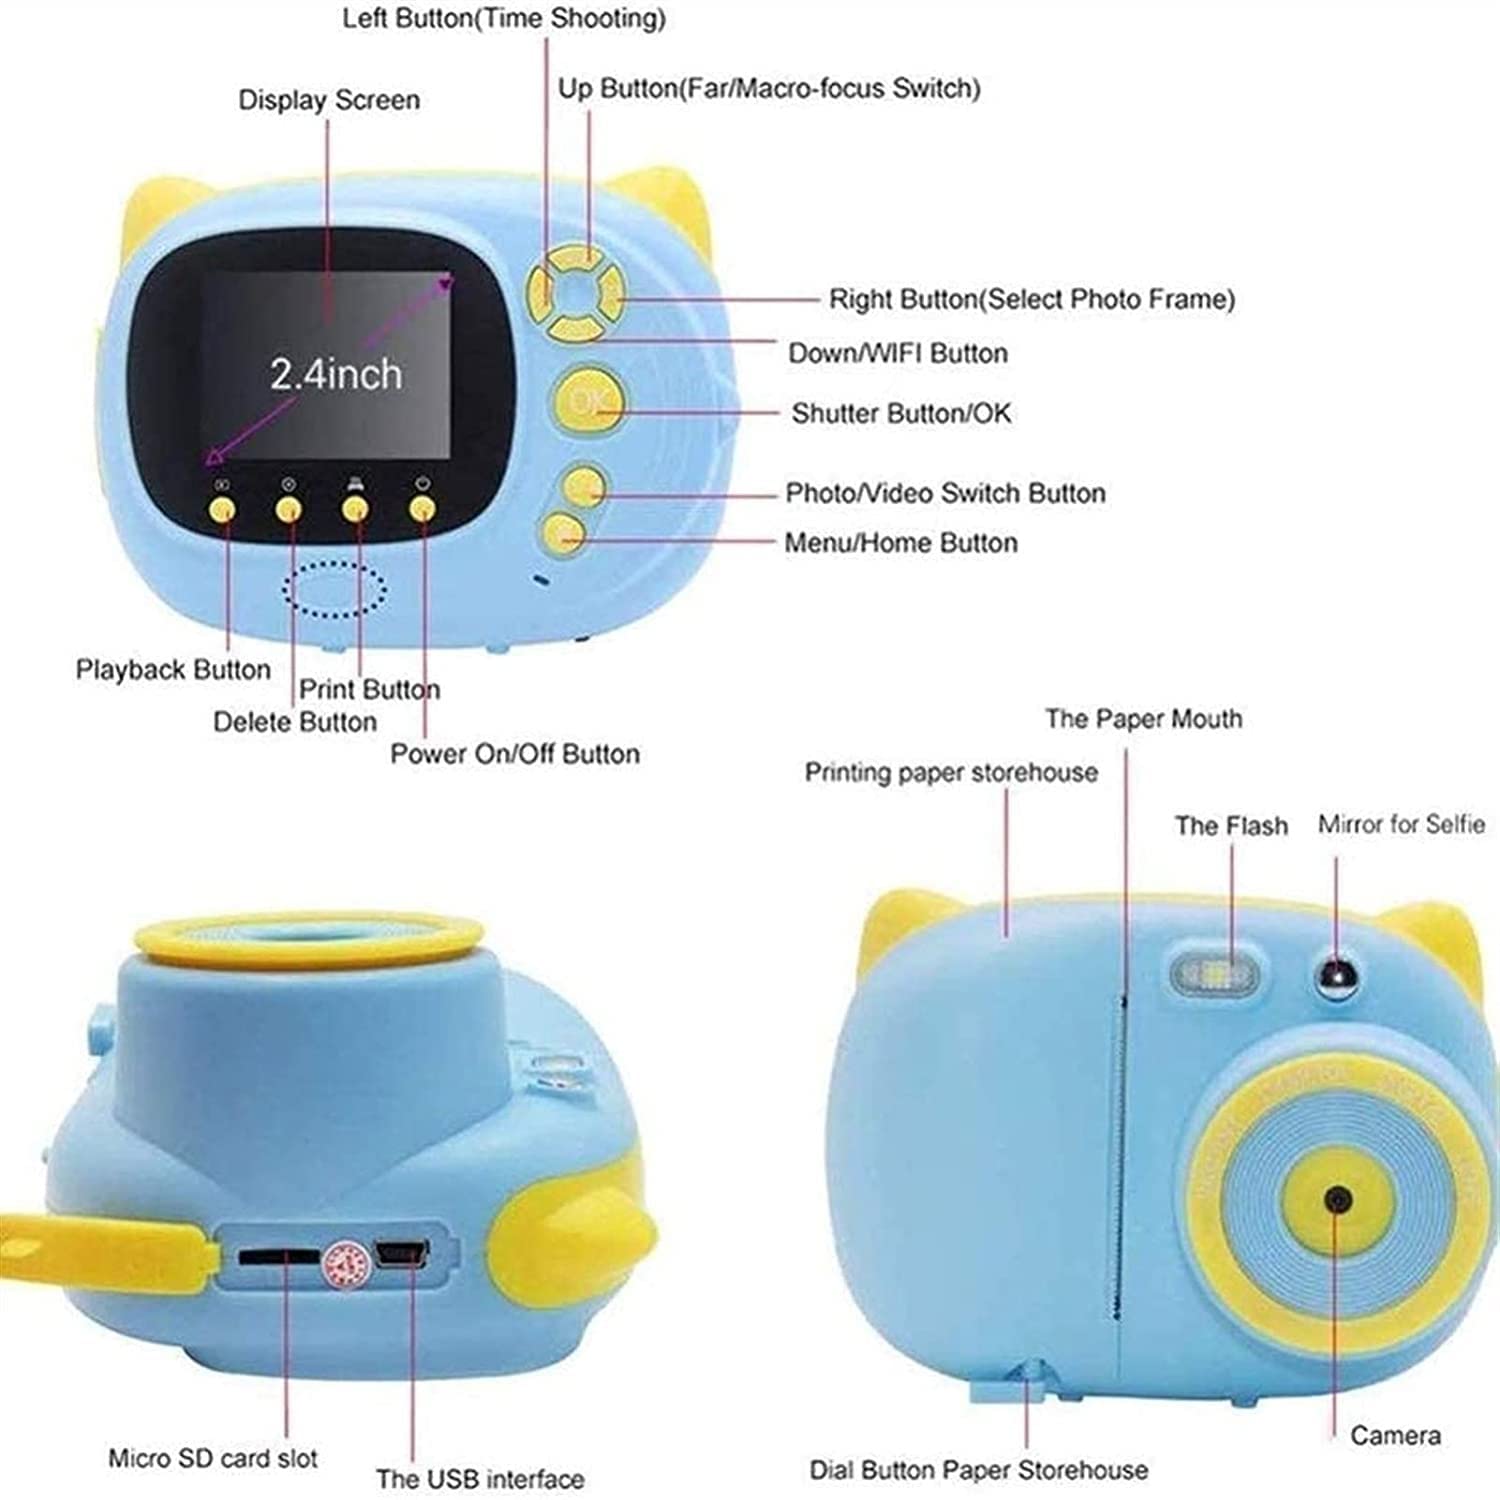 Left Button(Time Shooting)
Up Button(Far/Macro-focus Switch)
Display Screen
Right Button(Select Photo Frame)
Down/WIFI Button
2.4inch
OK
Shutter Button/OK
Photo/Video Switch Button
Menu/Home Button
Playback Button
Print Button
Delete Button
Power On/Off Button
The Paper Mouth
Printing paper storehouse
The Flash
Mirror for Selfie
Micro SD card slot
The USB interface
Camera
Dial Button Paper Storehouse